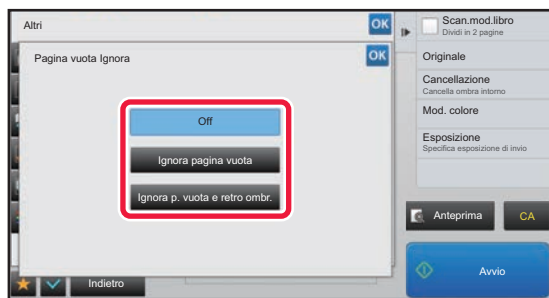 Altri
OK
Pagina vuota Ignora
OK
Off
Ignora pagina vuota
Ignora p. vuota e retro ombr.
Indietro
Scan.mod.libro
Dividi in 2 pagine
Originale
Cancellazione
Cancella ombra intorno
Mod. colore
Esposizione
Specifica esposizione di invio
Anteprima
CA
Avvio